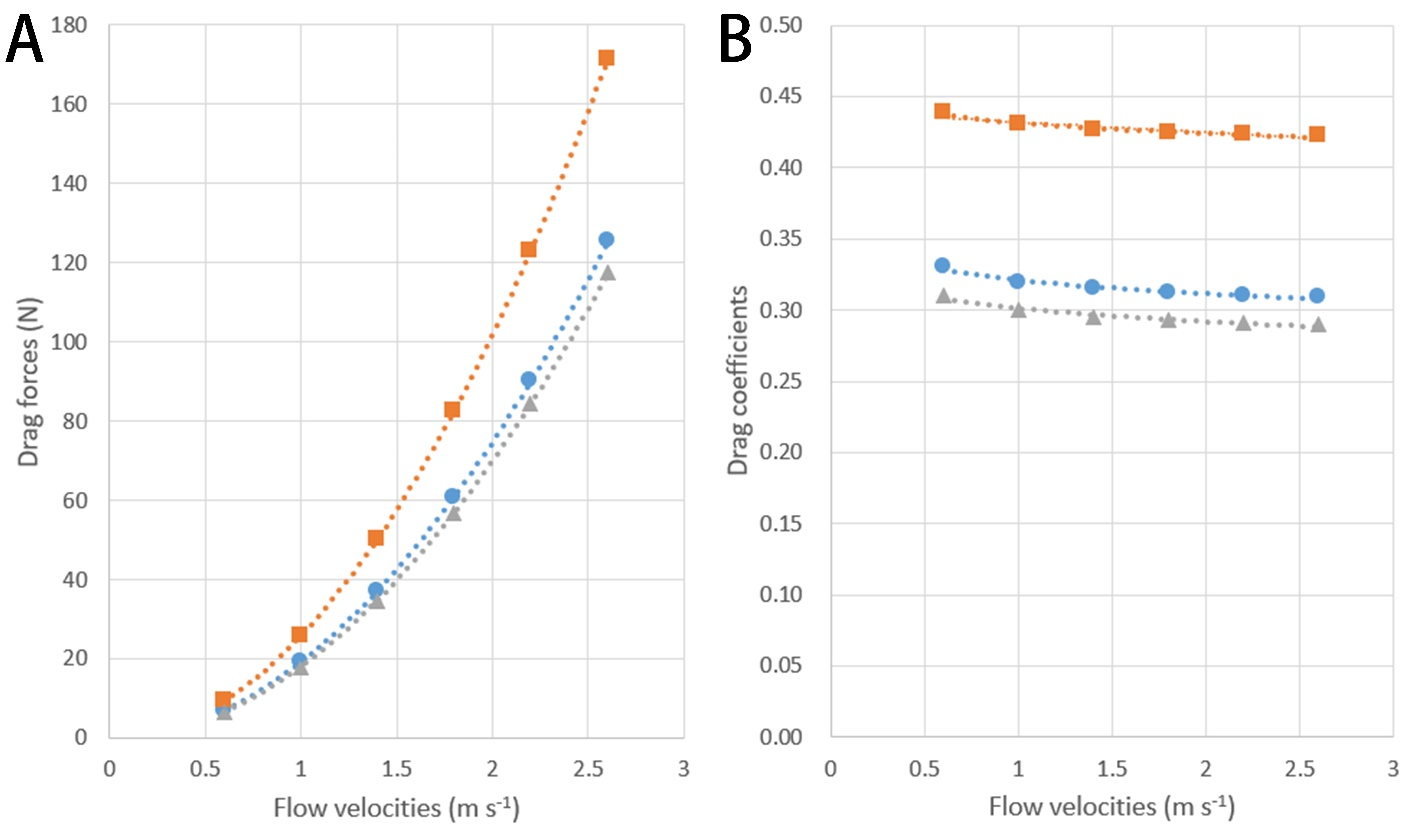 A
180
160
140
120
100
80
60
40
20
0
0 0.5 1 1.5 2 2.5 3
Drag forces (N)
Flow velocities (m s-1)
B
0.50
0.45
0.40
0.35
0.30
0.25
0.20
0.15
0.10
0.05
0.00
0 0.5 1 1.5 2 2.5 3
Drag coefficients
Flow velocities (m s-1)